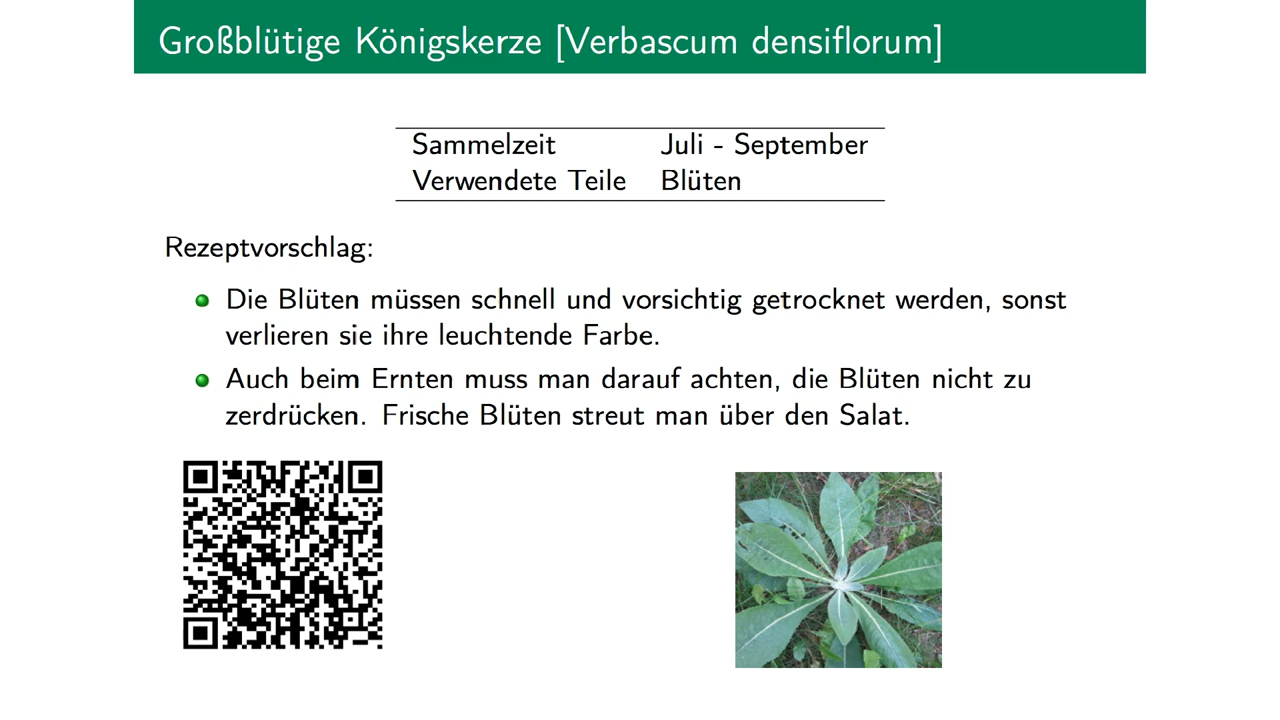 Großblütige Königskerze [Verbascum densiflorum]
Sammelzeit Juli - September
Verwendete Teile Blüten
Rezeptvorschlag:
Die Blüten müssen schnell und vorsichtig getrocknet werden, sonst
verlieren sie ihre leuchtende Farbe.
Auch beim Ernten muss man darauf achten, die Blüten nicht zu
zerdrücken. Frische Blüten streut man über den Salat.